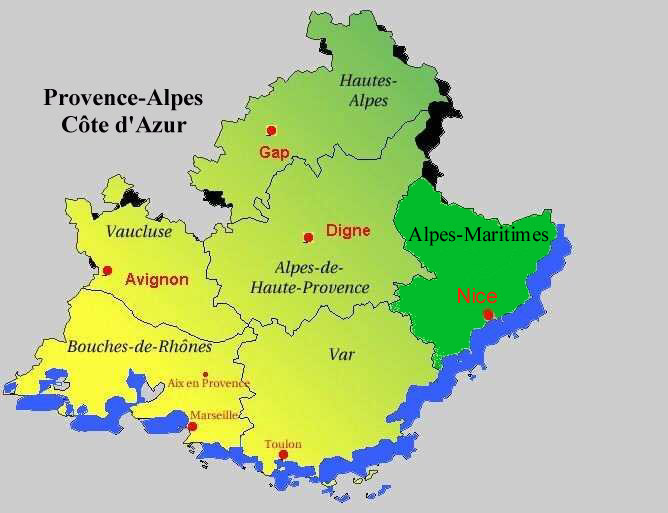 Provence-Alpes
Côte d'Azur
Hautes-
Alpes
Gap
Vaucluse
Digne
Alpes-Maritimes
Avignon
Alpes-de-
Haute-Provence
Nice
Bouches-de-Rhônes
Var
Aix en Provence
Marseille
Toulon